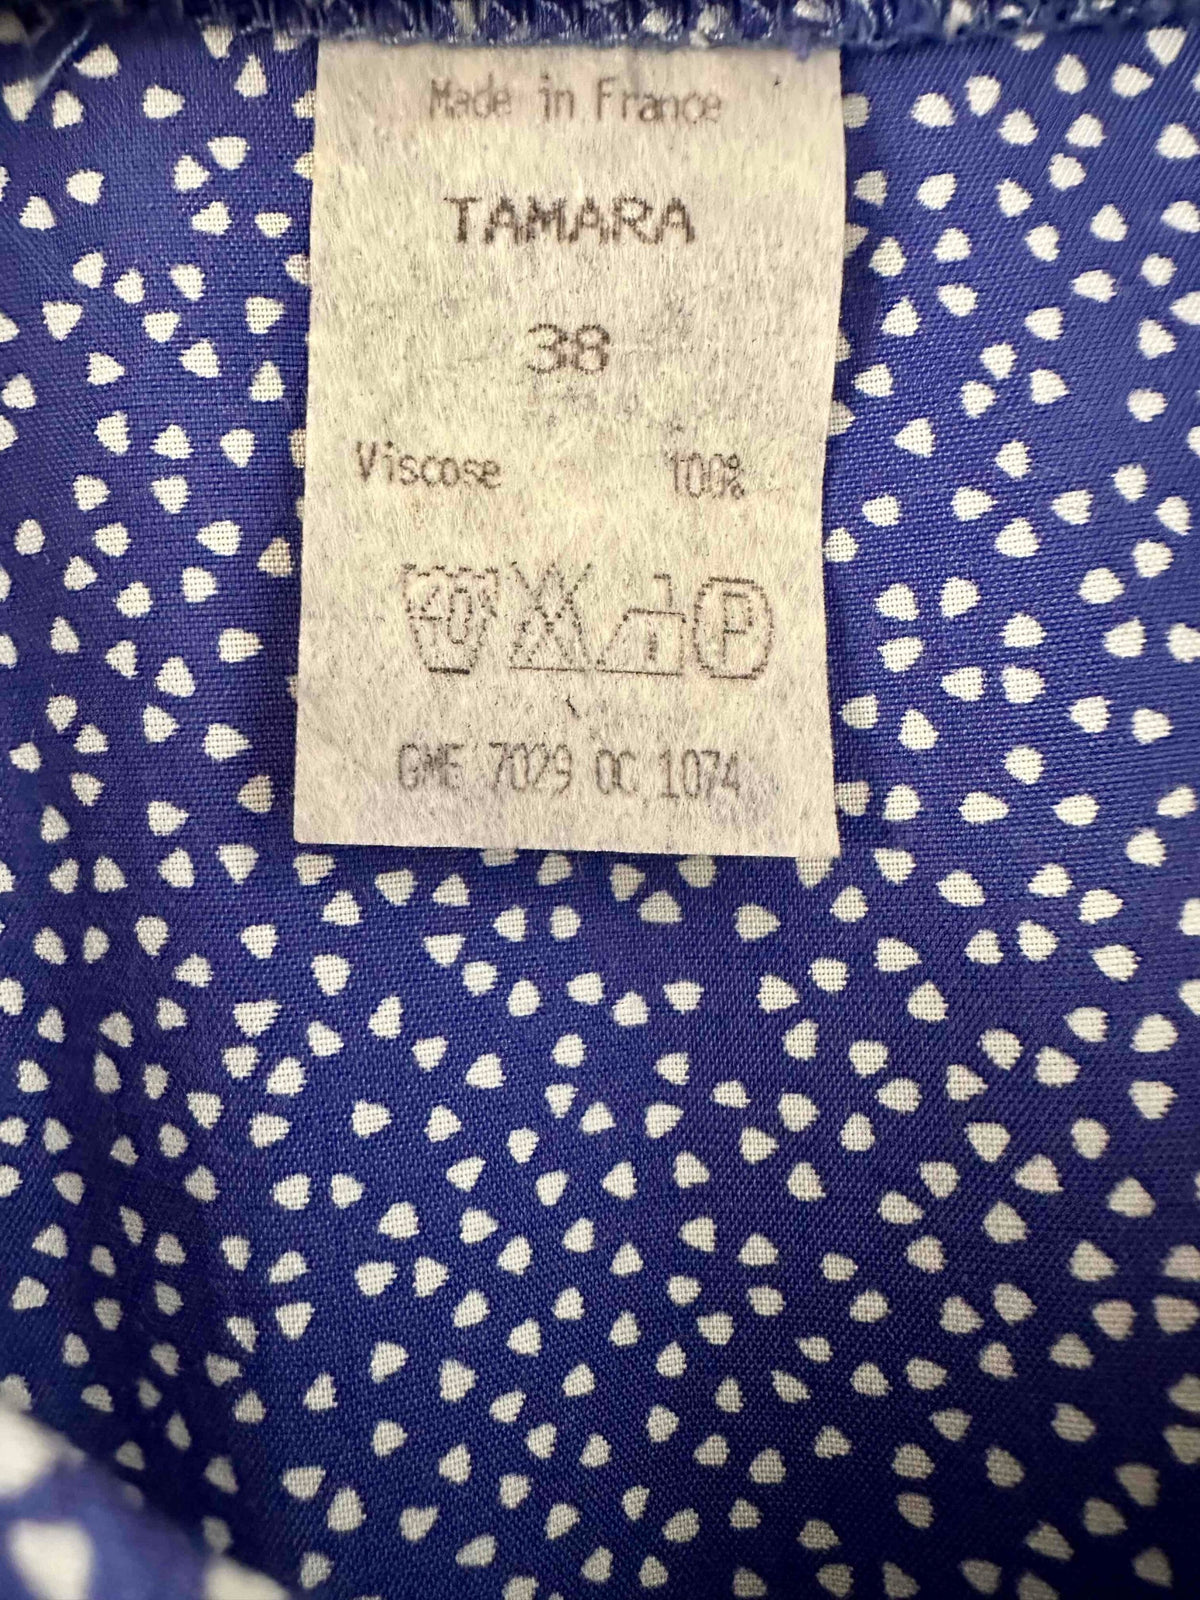 Made in France
TAMARA
38
Viscose 100%
40° P
GME 7029 OC 1074